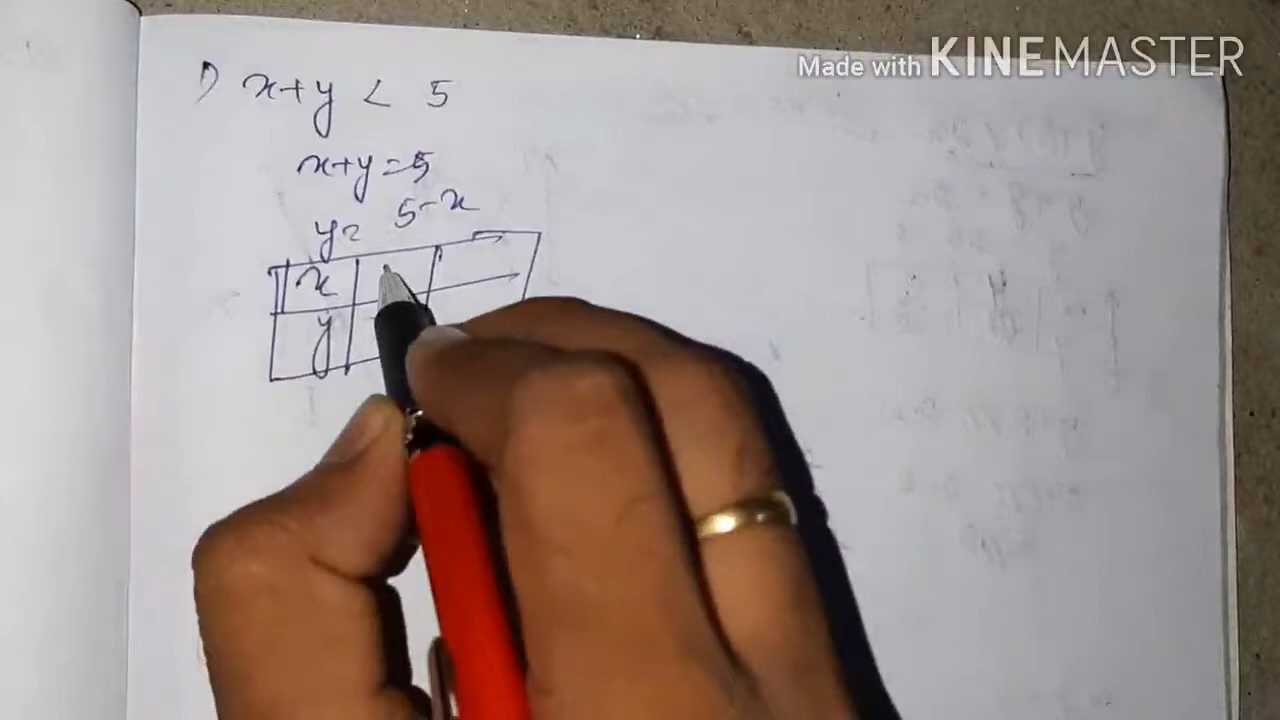 Made with KINEMASTER
1) x+y < 5
x+y=5
y= 5-x
x
y